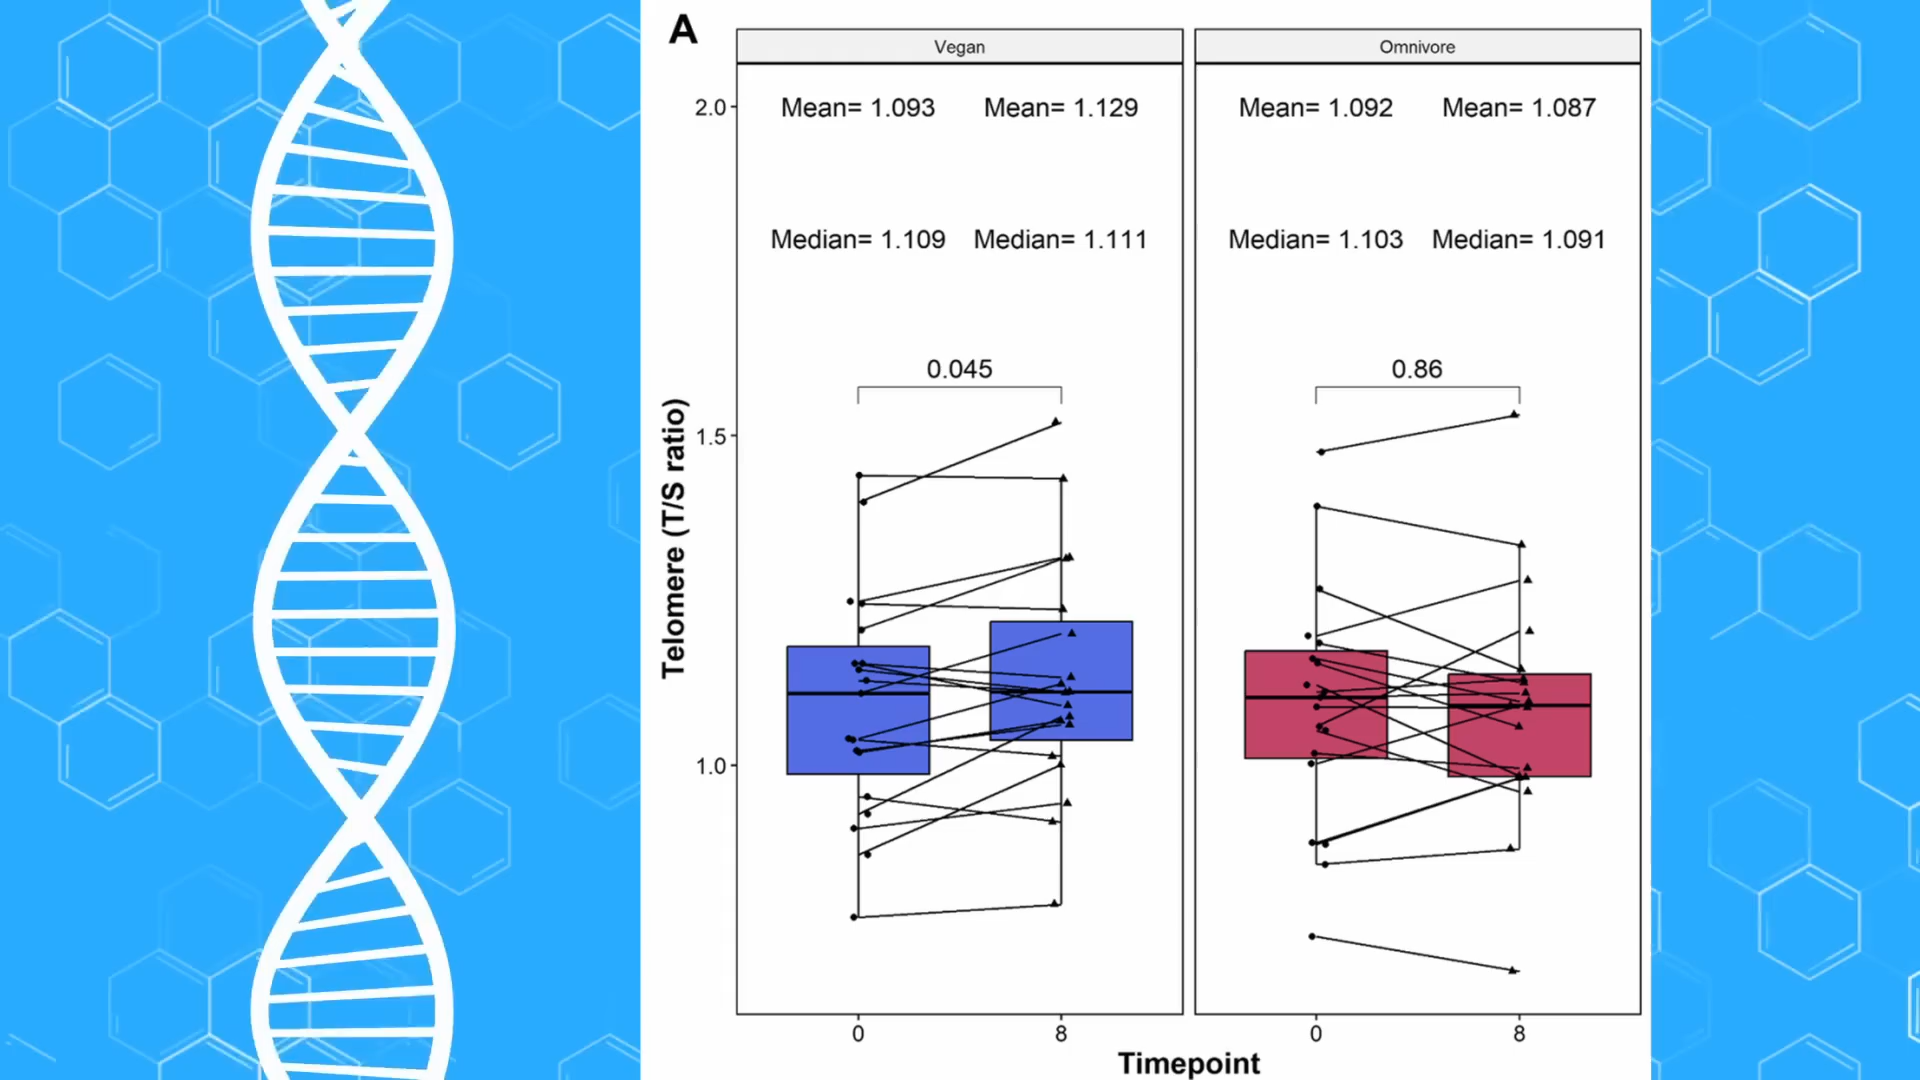 A
Vegan
Omnivore
Mean= 1.093 Mean= 1.129
Mean= 1.092 Mean= 1.087
Median= 1.109 Median= 1.111
Median= 1.103 Median= 1.091
0.045
0.86
Telomere (T/S ratio)
2.0
1.5
1.0
0 8
0 8
Timepoint